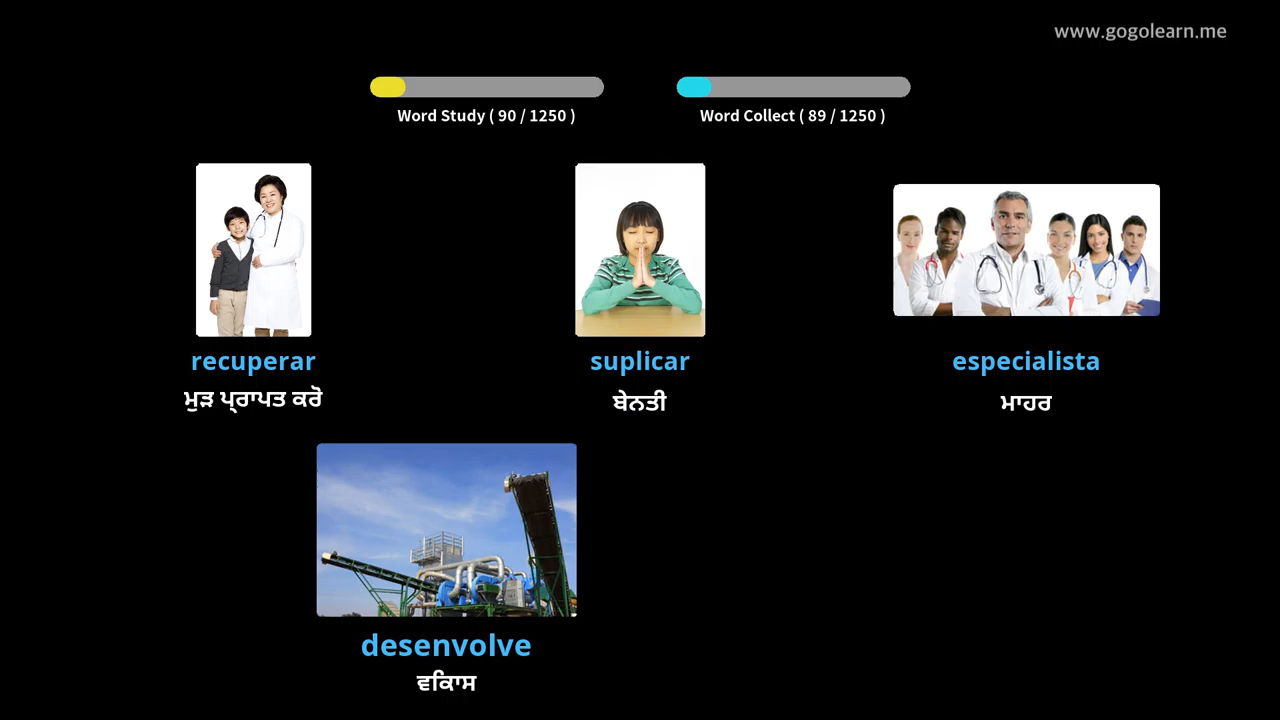 www.gogolearn.me
Word Study ( 90 / 1250 )
Word Collect ( 89 / 1250 )
recuperar
ਮੁੜ ਪ੍ਰਾਪਤ ਕਰੋ
suplicar
ਬੇਨਤੀ
especialista
ਮਾਹਰ
desenvolve
ਵਿਕਾਸ